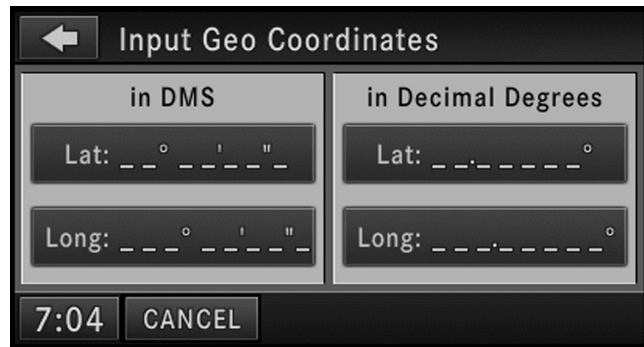 Input Geo Coordinates
in DMS
Lat: _ _° _ _' _ _"_
Long: _ _ _° _ _' _ _"_
in Decimal Degrees
Lat: _ _._ _ _ _ _°
Long: _ _ _._ _ _ _ _°
7:04
CANCEL